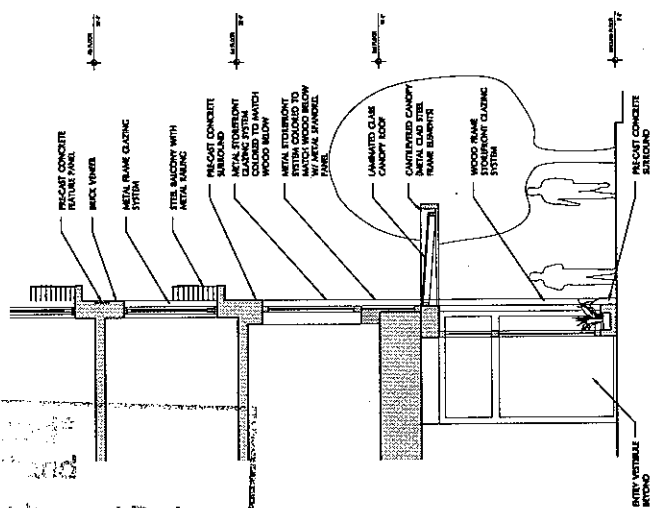 PRE-CAST CONCRETE
FEATURE PANEL
BRICK VENEER
METAL FRAME GLAZING
SYSTEM
STEEL BALCONY WITH
METAL RAILING
PRE-CAST CONCRETE
SURROUND
METAL STOREFRONT
GLAZING SYSTEM
COLORED TO MATCH
WOOD BELOW
METAL STOREFRONT
SYSTEM COLORED TO
MATCH WOOD BELOW
W/ METAL SPANDREL
PANEL
LAMINATED GLASS
CANOPY ROOF
CANTILEVERED CANOPY
(METAL CLAD STEEL
FRAME ELEMENTS)
WOOD FRAME
STOREFRONT GLAZING
SYSTEM
PRE-CAST CONCRETE
SURROUND
ENTRY VESTIBULE
BEYOND
GROUND FLOOR